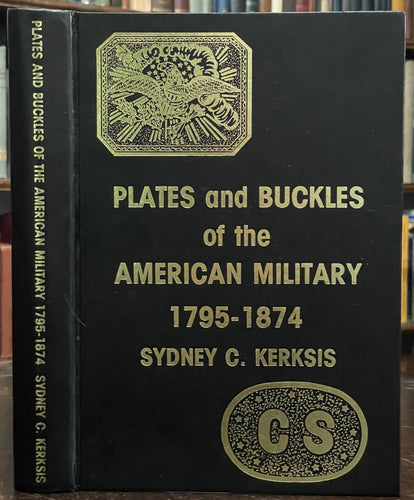 PLATES AND BUCKLES OF THE AMERICAN MILITARY 1795-1874 SYDNEY C. KERKSIS
PLATES and BUCKLES
of the
AMERICAN MILITARY
1795-1874
SYDNEY C. KERKSIS
CS